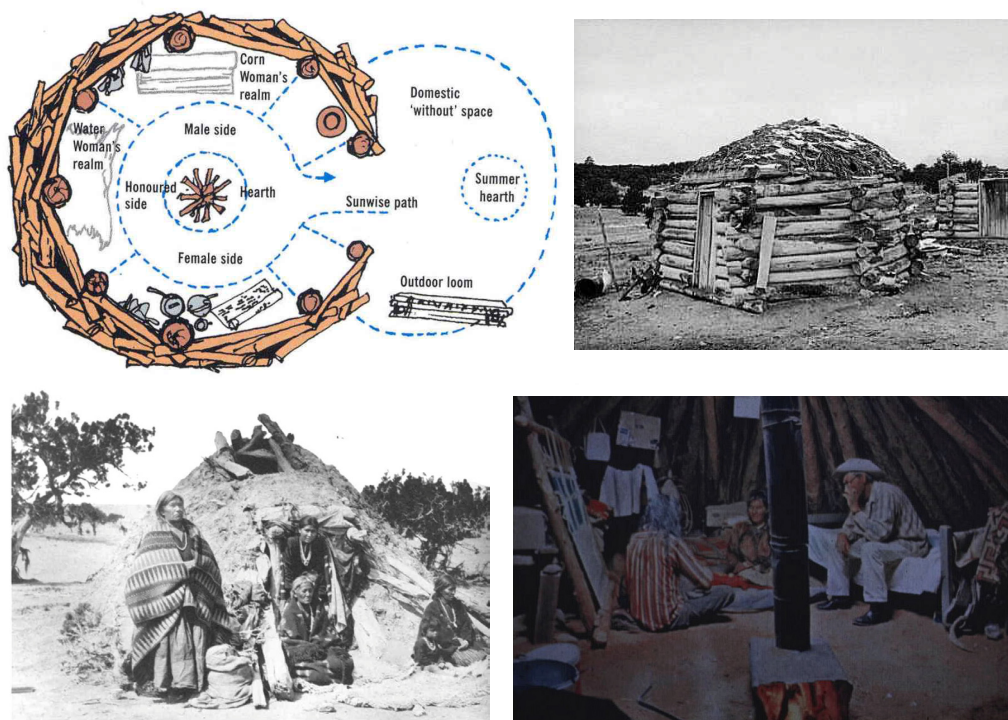 Corn
Woman's
realm
Domestic
'without' space
Male side
Water
Woman's
realm
Honoured
side
Hearth
Summer
hearth
Sunwise path
Female side
Outdoor loom